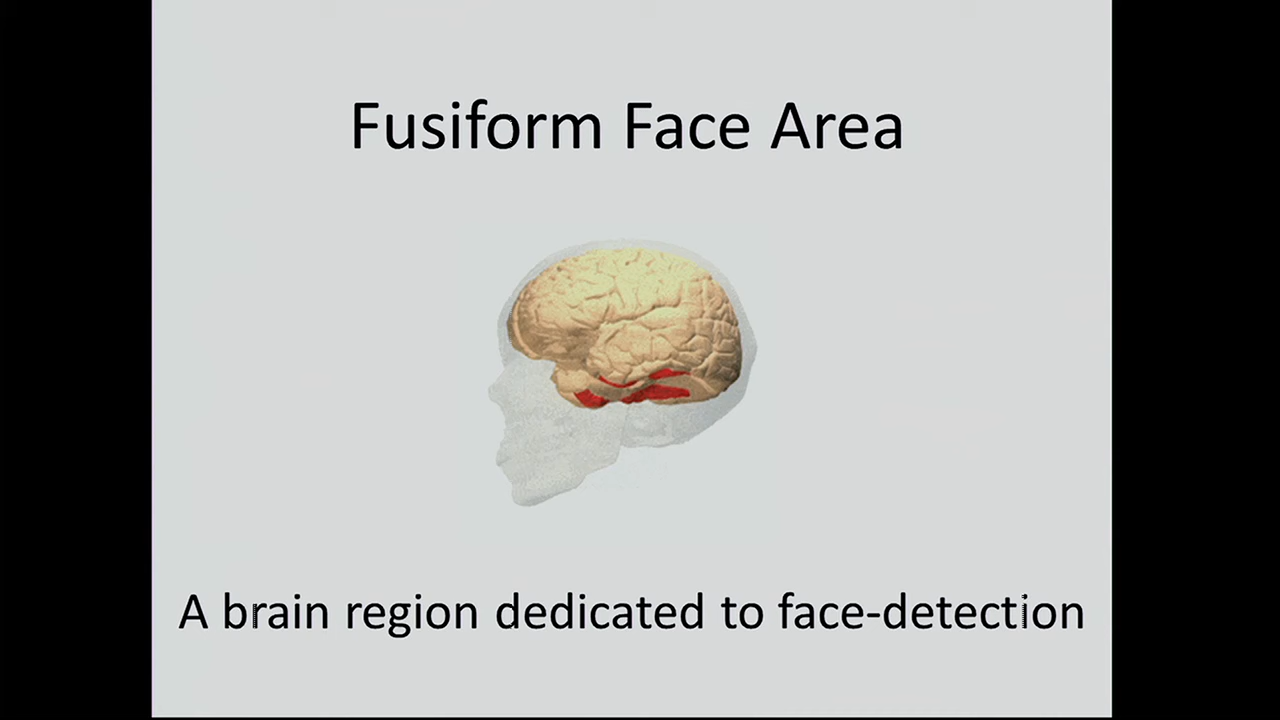 Fusiform Face Area
A brain region dedicated to face-detection